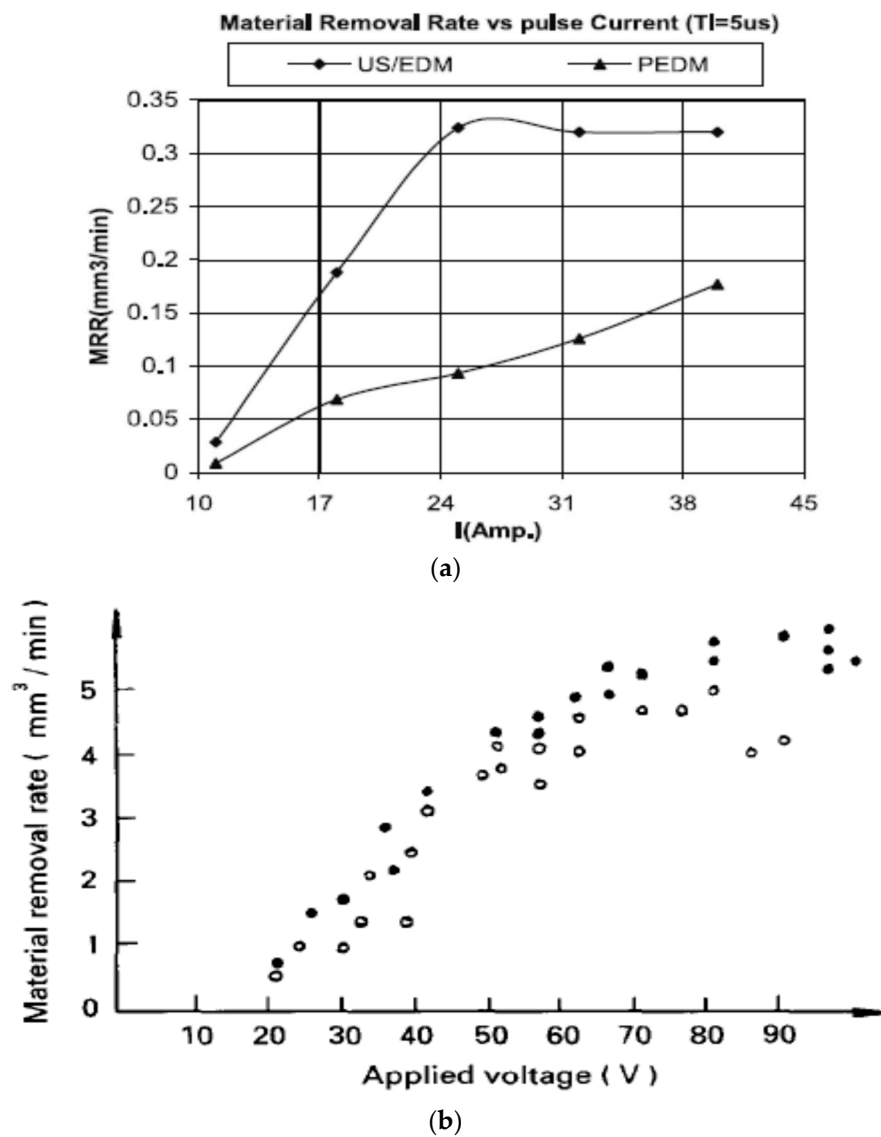 Material Removal Rate vs pulse Current (TI=5us)
US/EDM PEDM
0.35
0.3
0.25
0.2
0.15
0.1
0.05
0
MRR(mm3/min)
10 17 24 31 38 45
I(Amp.)
(a)
Material removal rate ( mm³ / min )
5
4
3
2
1
0
10 20 30 40 50 60 70 80 90
Applied voltage ( V )
(b)